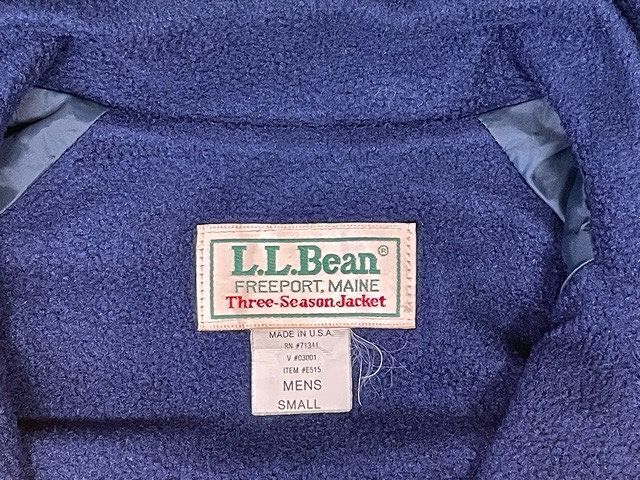 L.L.Bean®
FREEPORT, MAINE
Three-Season Jacket
MADE IN U.S.A.
RN #71341
V #03001
ITEM #E515
MENS
SMALL